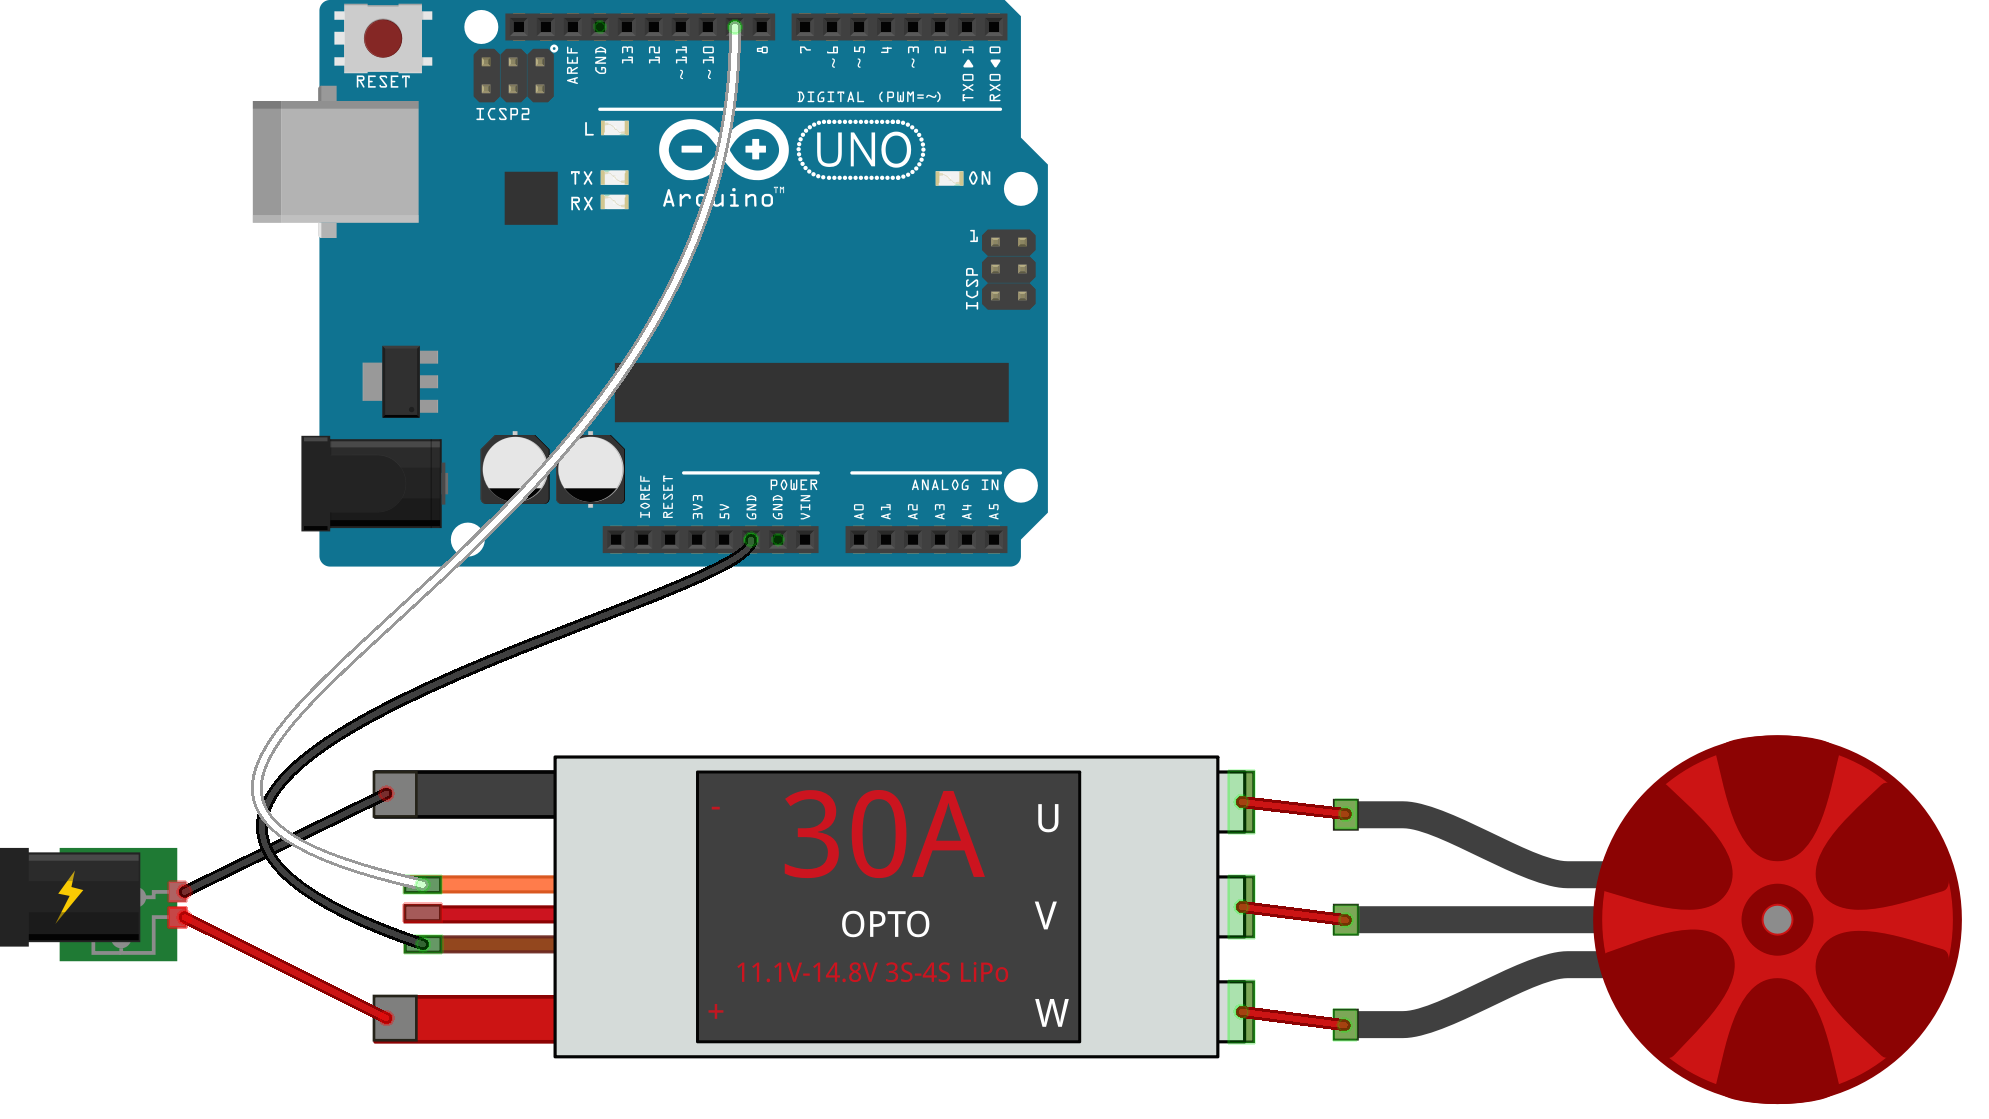 RESET
ICSP2
AREF
GND
13
12
~11
~10
8
7
~6
~5
4
~3
2
TX0▶1
RX0◀0
DIGITAL (PWM=~)
L
TX
RX
UNO
Arduino™
ON
1
ICSP
IOREF
RESET
3V3
5V
GND
GND
VIN
POWER
A0
A1
A2
A3
A4
A5
ANALOG IN
- 30A U
OPTO V
11.1V-14.8V 3S-4S LiPo
+ W